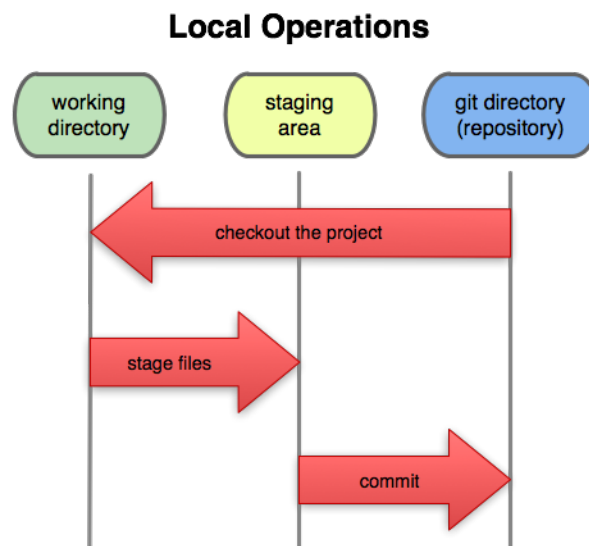 Local Operations
working
directory
staging
area
git directory
(repository)
checkout the project
stage files
commit